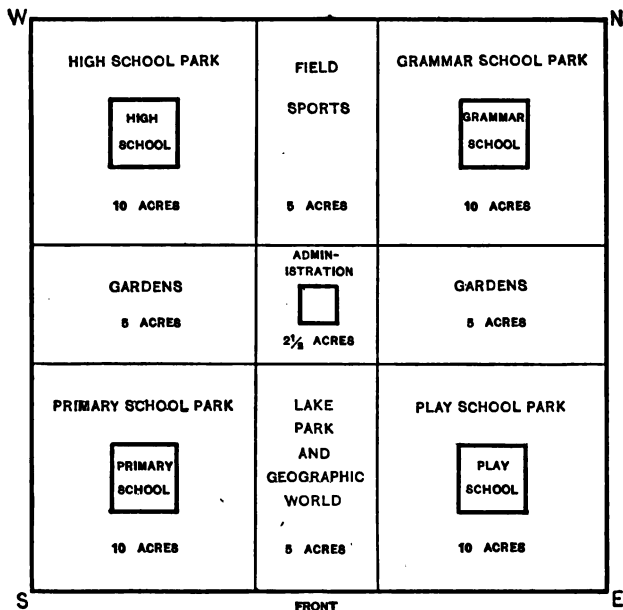 W
N
HIGH SCHOOL PARK
HIGH
SCHOOL
10 ACRES
FIELD
SPORTS
5 ACRES
GRAMMAR SCHOOL PARK
GRAMMAR
SCHOOL
10 ACRES
GARDENS
5 ACRES
ADMIN-
ISTRATION
2½ ACRES
GARDENS
5 ACRES
PRIMARY SCHOOL PARK
PRIMARY
SCHOOL
10 ACRES
LAKE
PARK
AND
GEOGRAPHIC
WORLD
5 ACRES
PLAY SCHOOL PARK
PLAY
SCHOOL
10 ACRES
S
FRONT
E